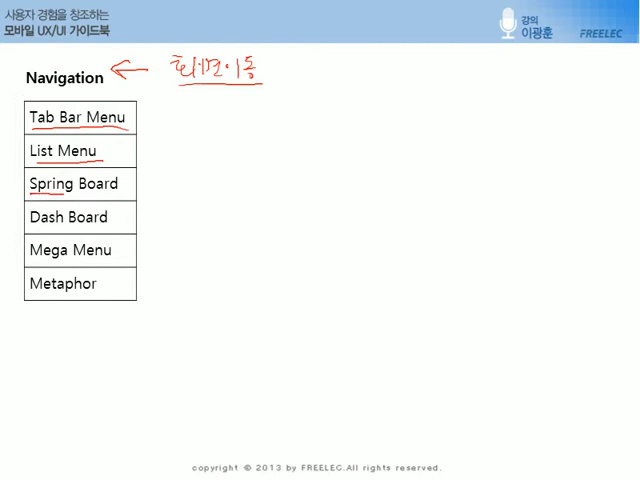 사용자 경험을 창조하는
모바일 UX/UI 가이드북
강의
이광훈
FREELEC
Navigation
화면이동
Tab Bar Menu
List Menu
Spring Board
Dash Board
Mega Menu
Metaphor
copyright © 2013 by FREELEC.All rights reserved.